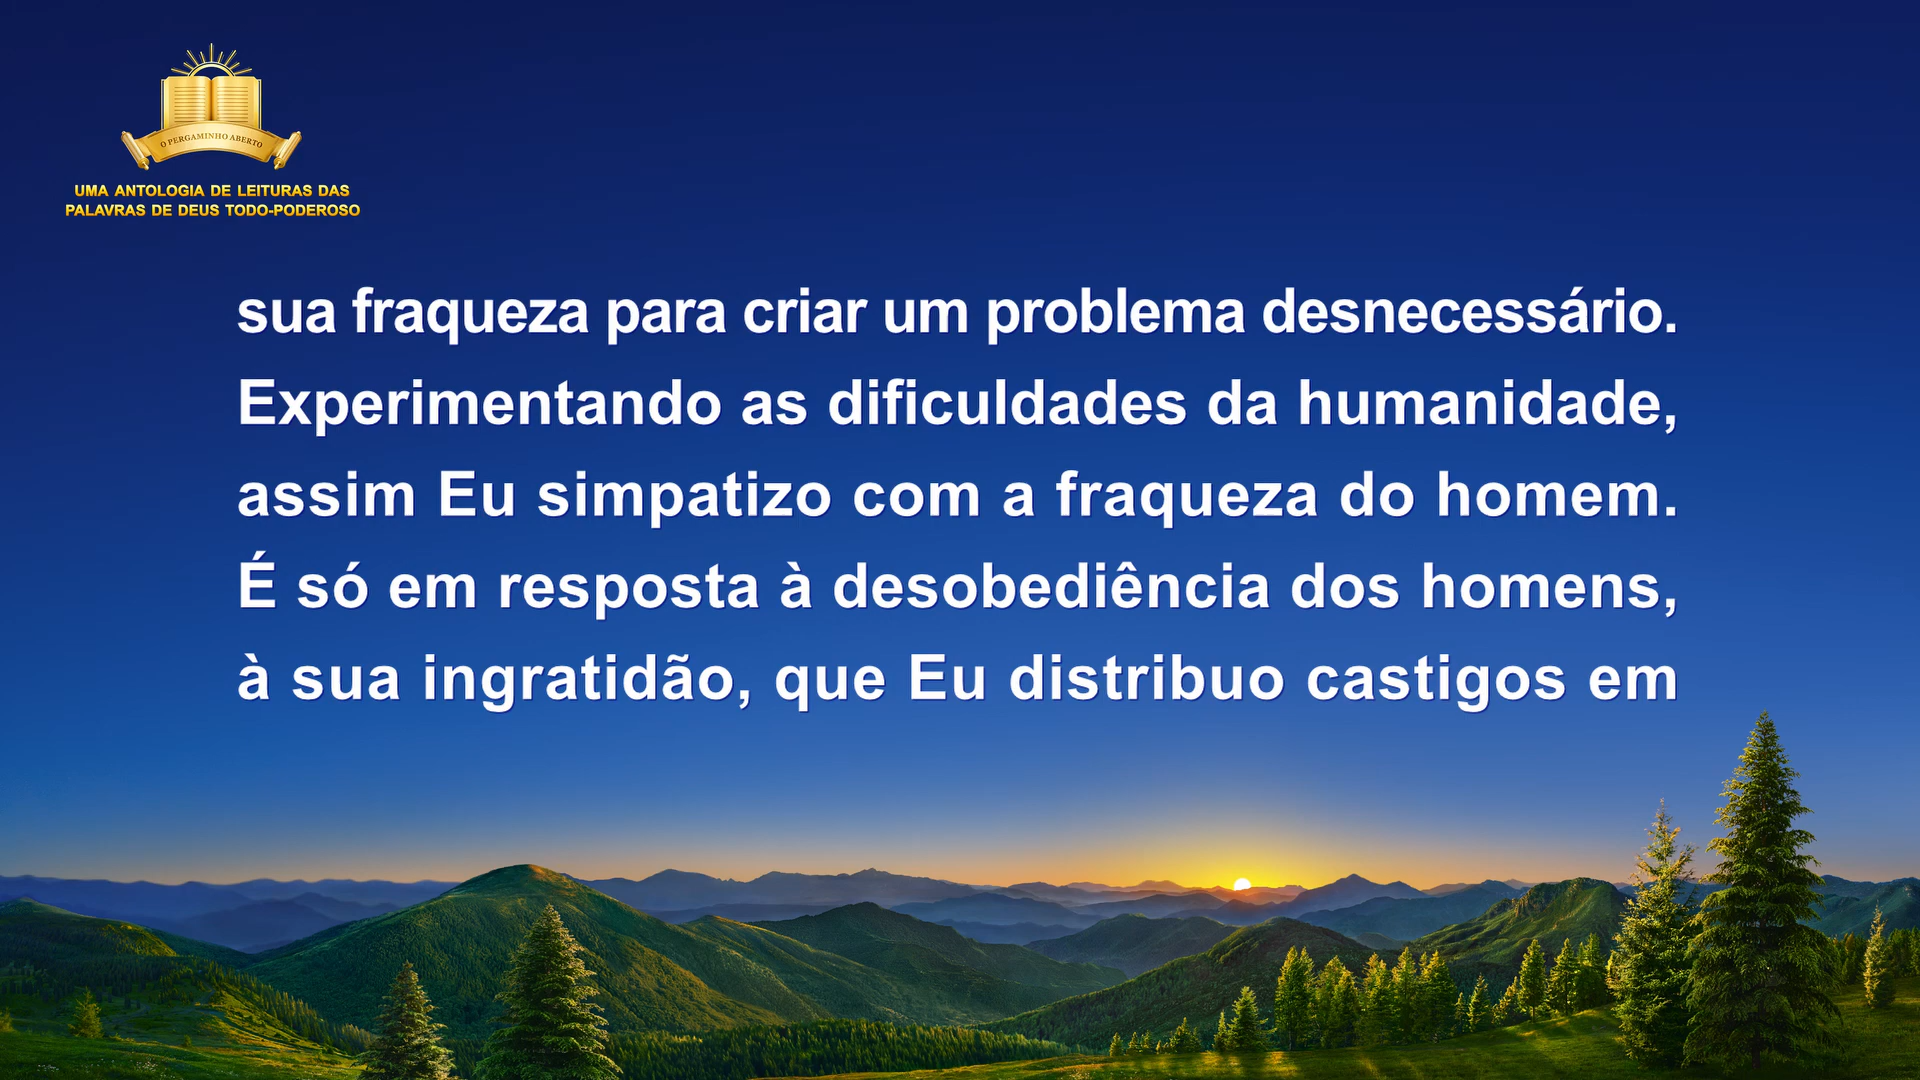 O PERGAMINHO ABERTO
UMA ANTOLOGIA DE LEITURAS DAS
PALAVRAS DE DEUS TODO-PODEROSO
sua fraqueza para criar um problema desnecessário.
Experimentando as dificuldades da humanidade,
assim Eu simpatizo com a fraqueza do homem.
É só em resposta à desobediência dos homens,
à sua ingratidão, que Eu distribuo castigos em